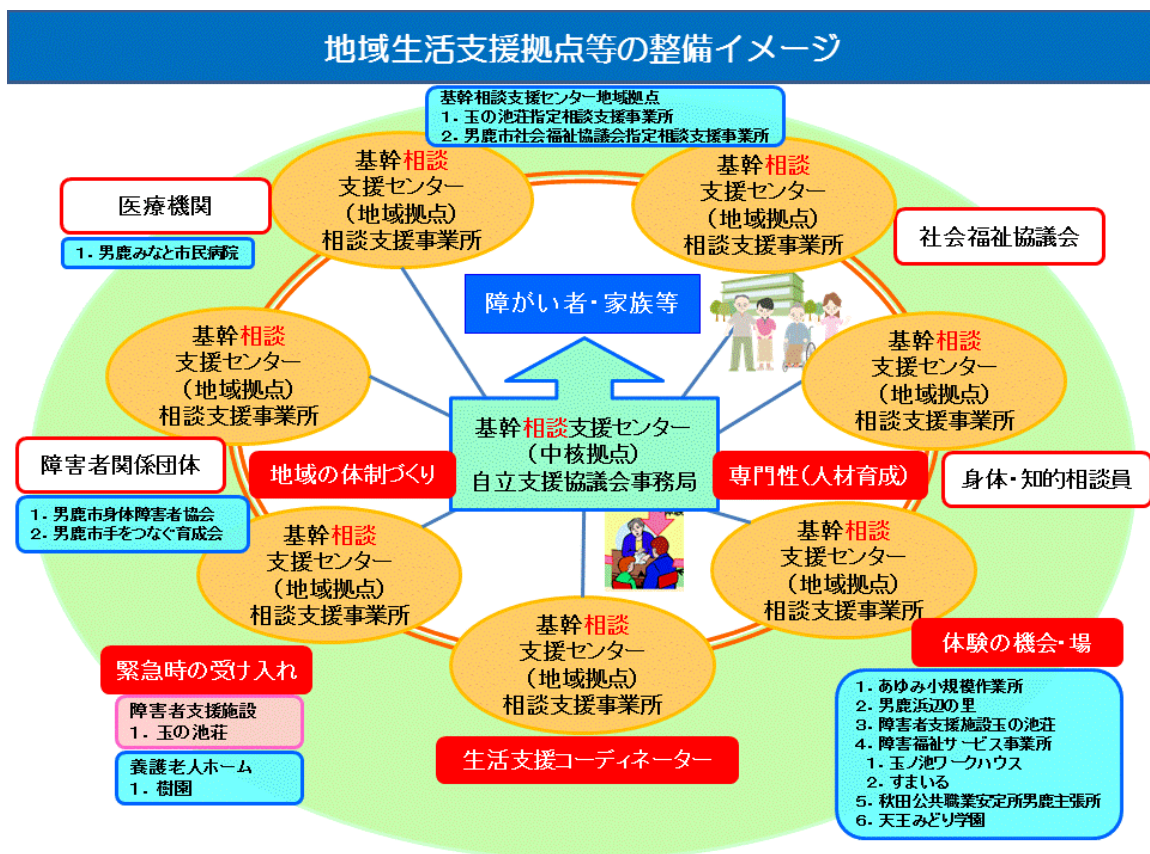 地域生活支援拠点等の整備イメージ
基幹相談支援センター地域拠点
1．玉の池荘指定相談支援事業所
2．男鹿市社会福祉協議会指定相談支援事業所
基幹相談
支援センター
（地域拠点）
相談支援事業所
基幹相談
支援センター
（地域拠点）
相談支援事業所
医療機関
1．男鹿みなと市民病院
社会福祉協議会
障がい者・家族等
基幹相談
支援センター
（地域拠点）
相談支援事業所
基幹相談
支援センター
（地域拠点）
相談支援事業所
基幹相談支援センター
（中核拠点）
自立支援協議会事務局
障害者関係団体
1．男鹿市身体障害者協会
2．男鹿市手をつなぐ育成会
地域の体制づくり
専門性（人材育成）
身体・知的相談員
基幹相談
支援センター
（地域拠点）
相談支援事業所
基幹相談
支援センター
（地域拠点）
相談支援事業所
基幹相談
支援センター
（地域拠点）
相談支援事業所
緊急時の受け入れ
障害者支援施設
1．玉の池荘
養護老人ホーム
1．樹園
生活支援コーディネーター
体験の機会・場
1．あゆみ小規模作業所
2．男鹿浜辺の里
3．障害者支援施設玉の池荘
4．障害福祉サービス事業所
1．玉ノ池ワークハウス
2．すまいる
5．秋田公共職業安定所男鹿主張所
6．天王みどり学園